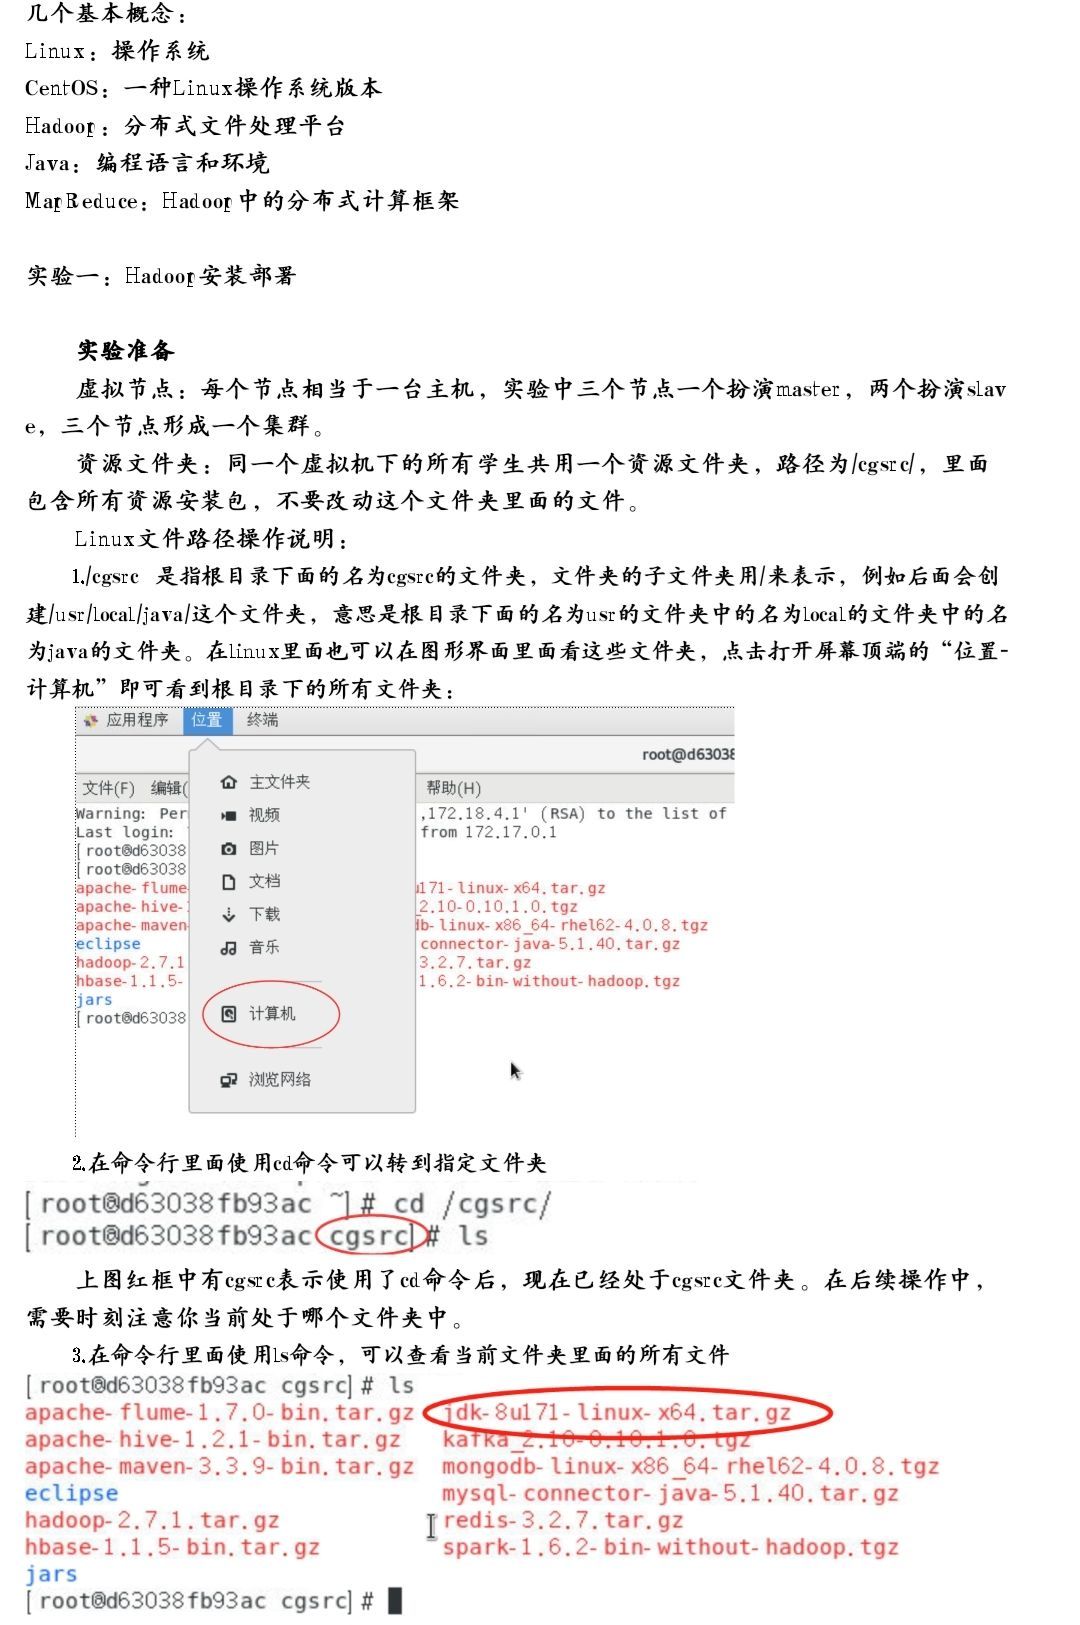 几个基本概念：
Linux：操作系统
CentOS：一种Linux操作系统版本
Hadoop：分布式文件处理平台
Java：编程语言和环境
MapReduce：Hadoop中的分布式计算框架
实验一：Hadoop安装部署
实验准备
虚拟节点：每个节点相当于一台主机，实验中三个节点一个扮演master，两个扮演slav
e，三个节点形成一个集群。
资源文件夹：同一个虚拟机下的所有学生共用一个资源文件夹，路径为/cgsrc/，里面
包含所有资源安装包，不要改动这个文件夹里面的文件。
Linux文件路径操作说明：
1./cgsrc 是指根目录下面的名为cgsrc的文件夹，文件夹的子文件夹用/来表示，例如后面会创
建/usr/local/java/这个文件夹，意思是根目录下面的名为usr的文件夹中的名为local的文件夹中的名
为java的文件夹。在linux里面也可以在图形界面里面看这些文件夹，点击打开屏幕顶端的“位置-
计算机”即可看到根目录下的所有文件夹：
应用程序 位置 终端
root@d63038
文件(F) 编辑( 帮助(H)
主文件夹
视频
图片
文档
下载
音乐
计算机
浏览网络
Warning: Per ,172.18.4.1' (RSA) to the list of
Last login: from 172.17.0.1
[root@d63038
[root@d63038
apache-flume u171-linux-x64.tar.gz
apache-hive- _2.10-0.10.1.0.tgz
apache-maven db-linux-x86_64-rhel62-4.0.8.tgz
eclipse connector-java-5.1.40.tar.gz
hadoop-2.7.1 3.2.7.tar.gz
hbase-1.1.5- 1.6.2-bin-without-hadoop.tgz
jars
[root@d63038
2.在命令行里面使用cd命令可以转到指定文件夹
[root@d63038fb93ac ~]# cd /cgsrc/
[root@d63038fb93ac cgsrc]# ls
上图红框中有cgsrc表示使用了cd命令后，现在已经处于cgsrc文件夹。在后续操作中，
需要时刻注意你当前处于哪个文件夹中。
3.在命令行里面使用ls命令，可以查看当前文件夹里面的所有文件
[root@d63038fb93ac cgsrc]# ls
apache-flume-1.7.0-bin.tar.gz jdk-8u171-linux-x64.tar.gz
apache-hive-1.2.1-bin.tar.gz kafka_2.10-0.10.1.0.tgz
apache-maven-3.3.9-bin.tar.gz mongodb-linux-x86_64-rhel62-4.0.8.tgz
eclipse mysql-connector-java-5.1.40.tar.gz
hadoop-2.7.1.tar.gz redis-3.2.7.tar.gz
hbase-1.1.5-bin.tar.gz spark-1.6.2-bin-without-hadoop.tgz
jars
[root@d63038fb93ac cgsrc]#